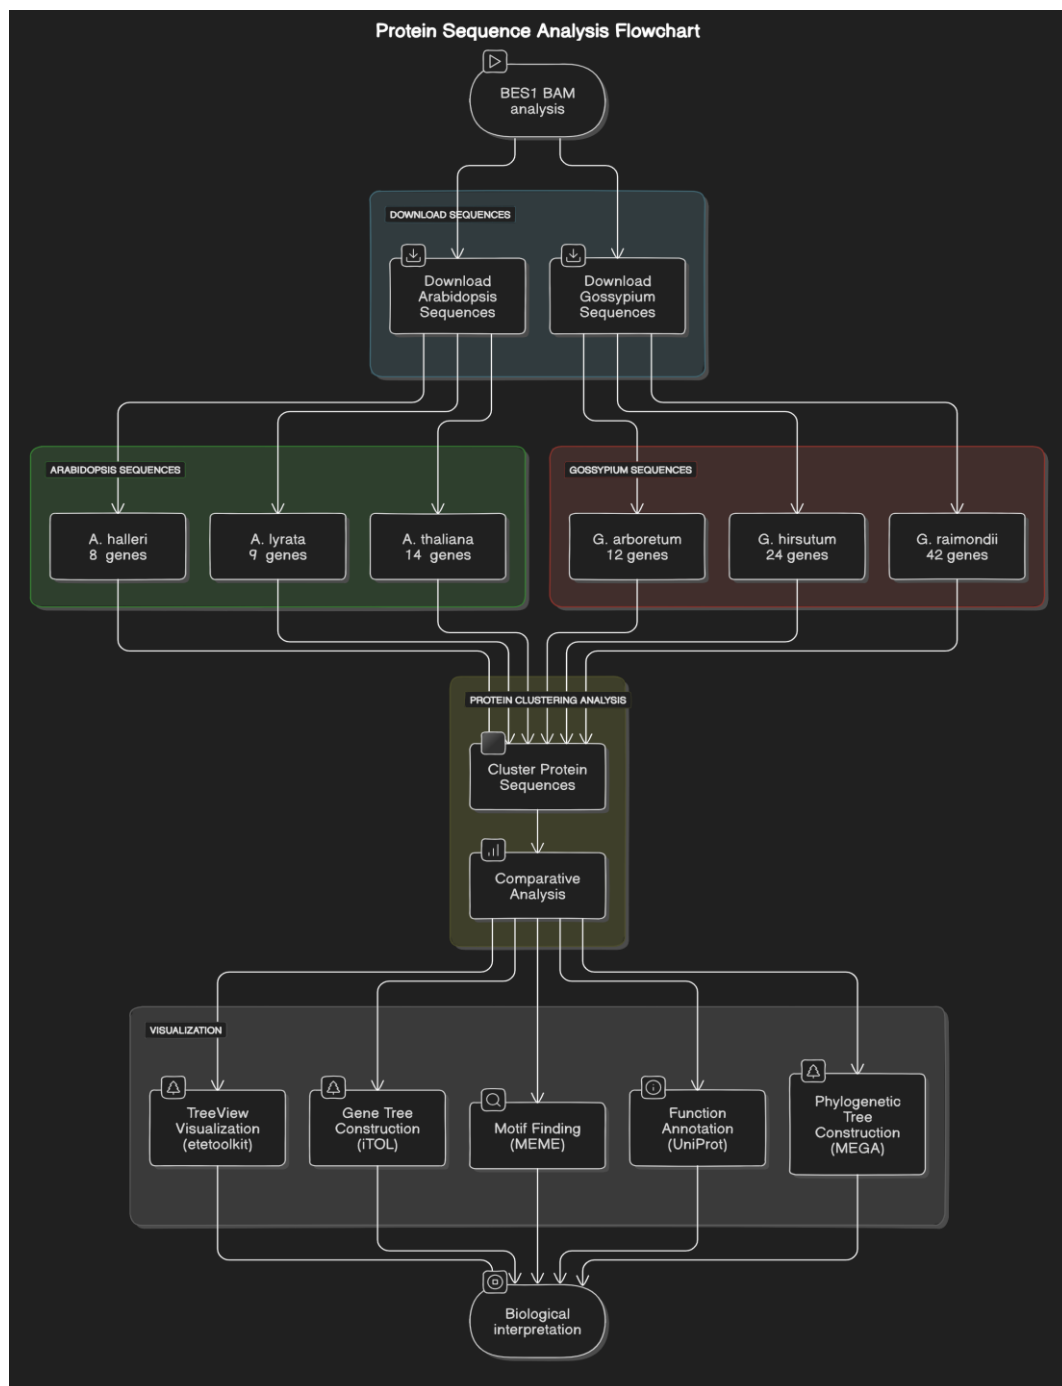 Protein Sequence Analysis Flowchart
BES1 BAM
analysis
DOWNLOAD SEQUENCES
Download
Arabidopsis
Sequences
Download
Gossypium
Sequences
ARABIDOPSIS SEQUENCES
A. halleri
8 genes
A. lyrata
9 genes
A. thaliana
14 genes
GOSSYPIUM SEQUENCES
G. arboretum
12 genes
G. hirsutum
24 genes
G. raimondii
42 genes
PROTEIN CLUSTERING ANALYSIS
Cluster Protein
Sequences
Comparative
Analysis
VISUALIZATION
TreeView
Visualization
(etetoolkit)
Gene Tree
Construction
(iTOL)
Motif Finding
(MEME)
Function
Annotation
(UniProt)
Phylogenetic
Tree
Construction
(MEGA)
Biological
interpretation